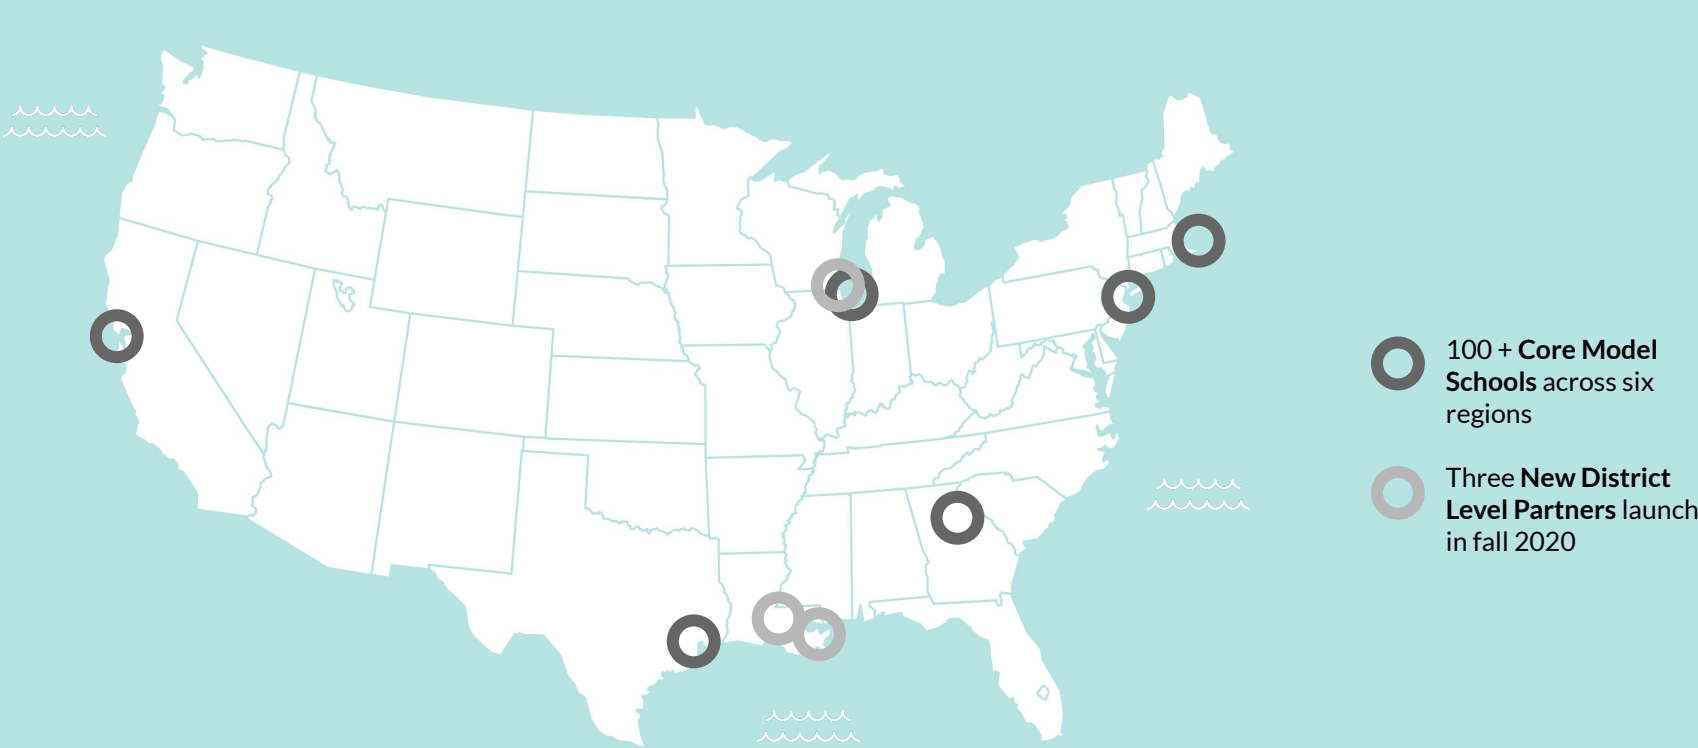 100 + Core Model
Schools across six
regions
Three New District
Level Partners launch
in fall 2020